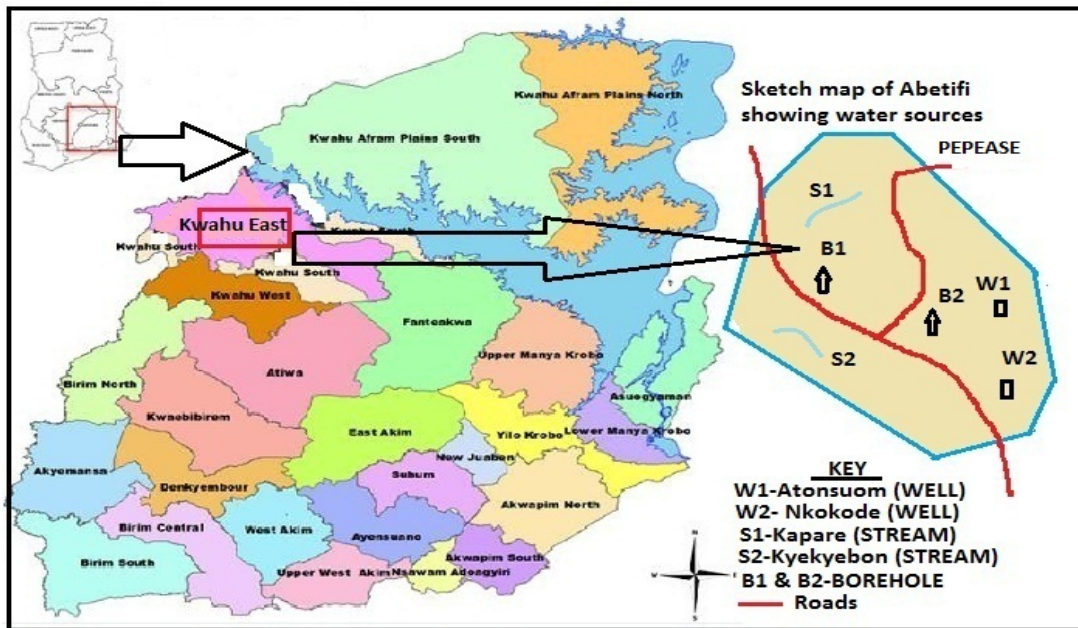 Kwahu Afram Plains North
Kwahu Afram Plains South
Kwahu East
Kwahu South
Kwahu South
Kwahu South
Kwahu West
Fanteakwa
Upper Manya Krobo
Atiwa
Birim North
Kwaebibirem
Asuogyaman
East Akim
Yilo Krobo
Lower Manya Krobo
New Juaben
Akyemansa
Denkyembour
Suhum
Akwapim North
Birim Central
West Akim
Ayensuano
Birim South
Upper West Akim
Nsawam Adoagyiri
Akwapim South
N
W
E
S
Sketch map of Abetifi
showing water sources
PEPEASE
S1
B1
W1
B2
S2
W2
KEY
W1-Atonsuom (WELL)
W2- Nkokode (WELL)
S1-Kapare (STREAM)
S2-Kyekyebon (STREAM)
B1 & B2-BOREHOLE
Roads